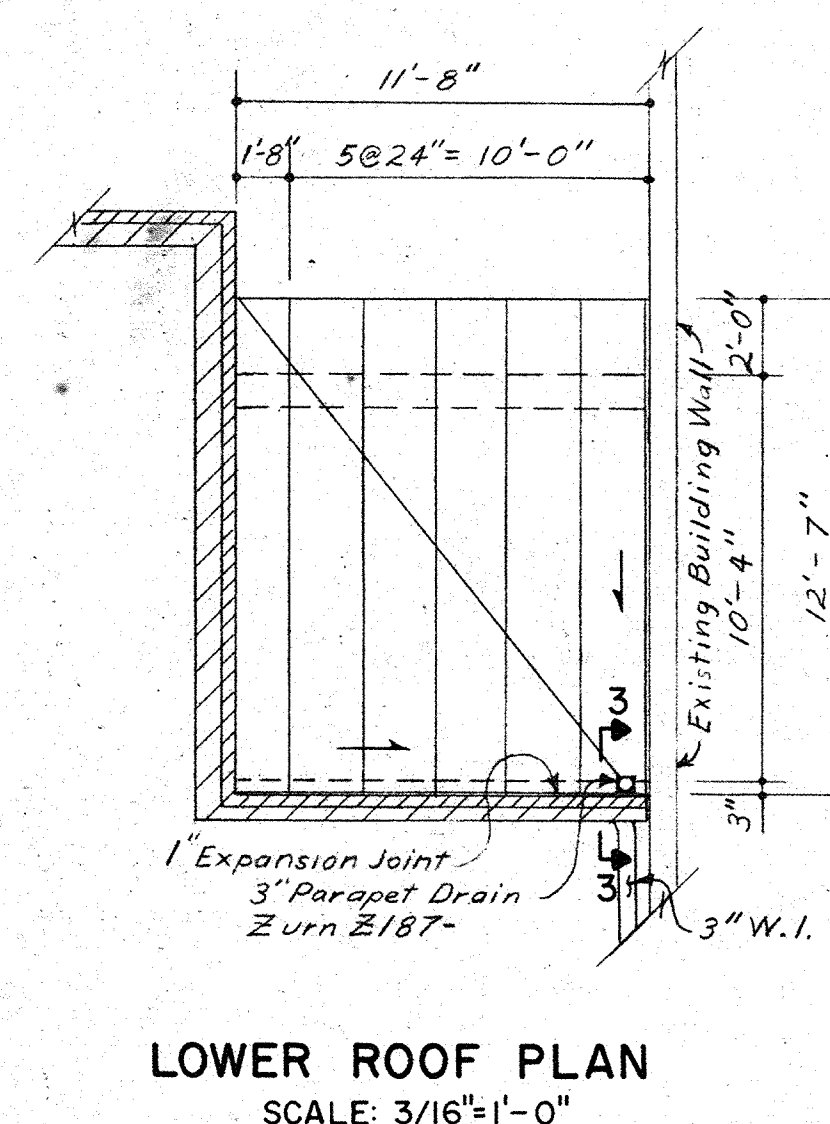 11'-8"
1'-8" 5@24"= 10'-0"
2'-0"
Existing Building Wall
10'-4"
12'-7"
3"
3
3
1" Expansion Joint
3" Parapet Drain
Zurn Z187-
3" W.I.
LOWER ROOF PLAN
SCALE: 3/16"=1'-0"